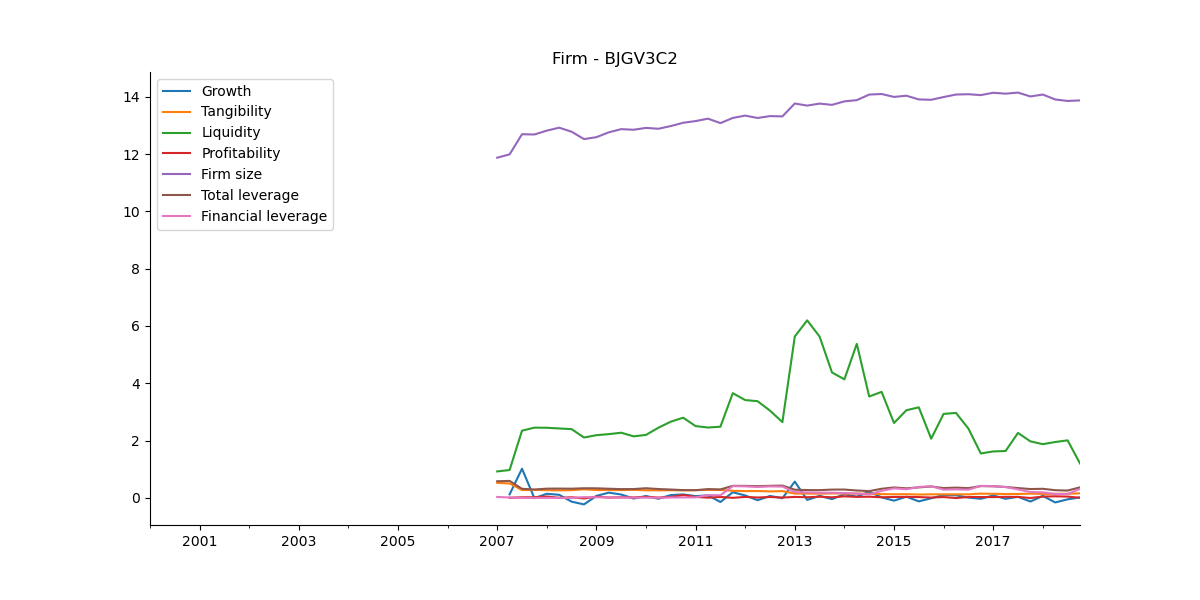 Firm - BJGV3C2
Growth
Tangibility
Liquidity
Profitability
Firm size
Total leverage
Financial leverage
14
12
10
8
6
4
2
0
2001 2003 2005 2007 2009 2011 2013 2015 2017